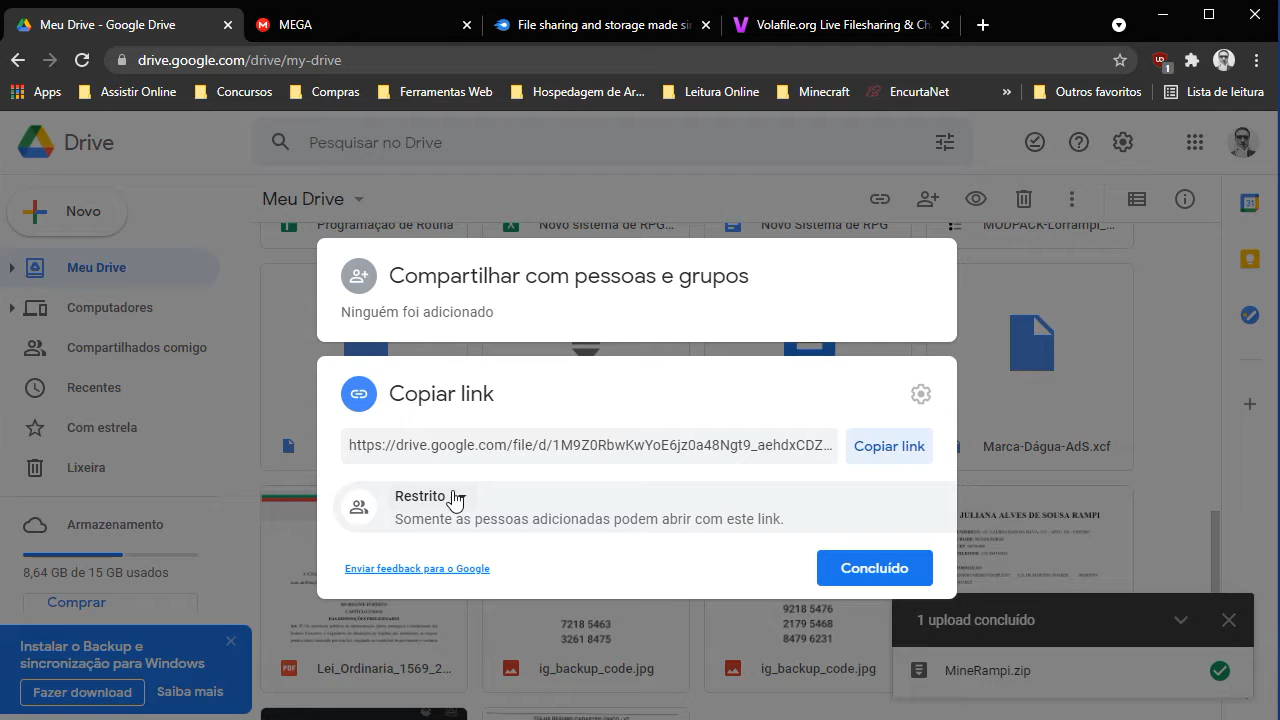 Meu Drive - Google Drive
MEGA
File sharing and storage made si
Volafile.org Live Filesharing & Ch
drive.google.com/drive/my-drive
1
Apps
Assistir Online
Concursos
Compras
Ferramentas Web
Hospedagem de Ar...
Leitura Online
Minecraft
EncurtaNet
»
Outros favoritos
Lista de leitura
Drive
Pesquisar no Drive
Novo
Meu Drive
Meu Drive
Computadores
Compartilhados comigo
Recentes
Com estrela
Lixeira
Armazenamento
8,64 GB de 15 GB usados
Comprar
Instalar o Backup e
sincronização para Windows
Fazer download
Saiba mais
Programação de Rotina
Novo sistema de RPG...
Novo Sistema de RPG
MODPACK-Lorrampi_...
Compartilhar com pessoas e grupos
Ninguém foi adicionado
Copiar link
https://drive.google.com/file/d/1M9Z0RbwKwYoE6jz0a48Ngt9_aehdxCDZ...
Copiar link
Restrito
Somente as pessoas adicionadas podem abrir com este link.
Enviar feedback para o Google
Concluído
Marca-Dágua-AdS.xcf
JULIANA ALVES DE SOUSA RAMPI
7218 5463
3261 8475
9218 5476
2179 5468
8479 6231
Lei_Ordinaria_1569_2...
ig_backup_code.jpg
ig_backup_code.jpg
1 upload concluído
MineRampi.zip
31